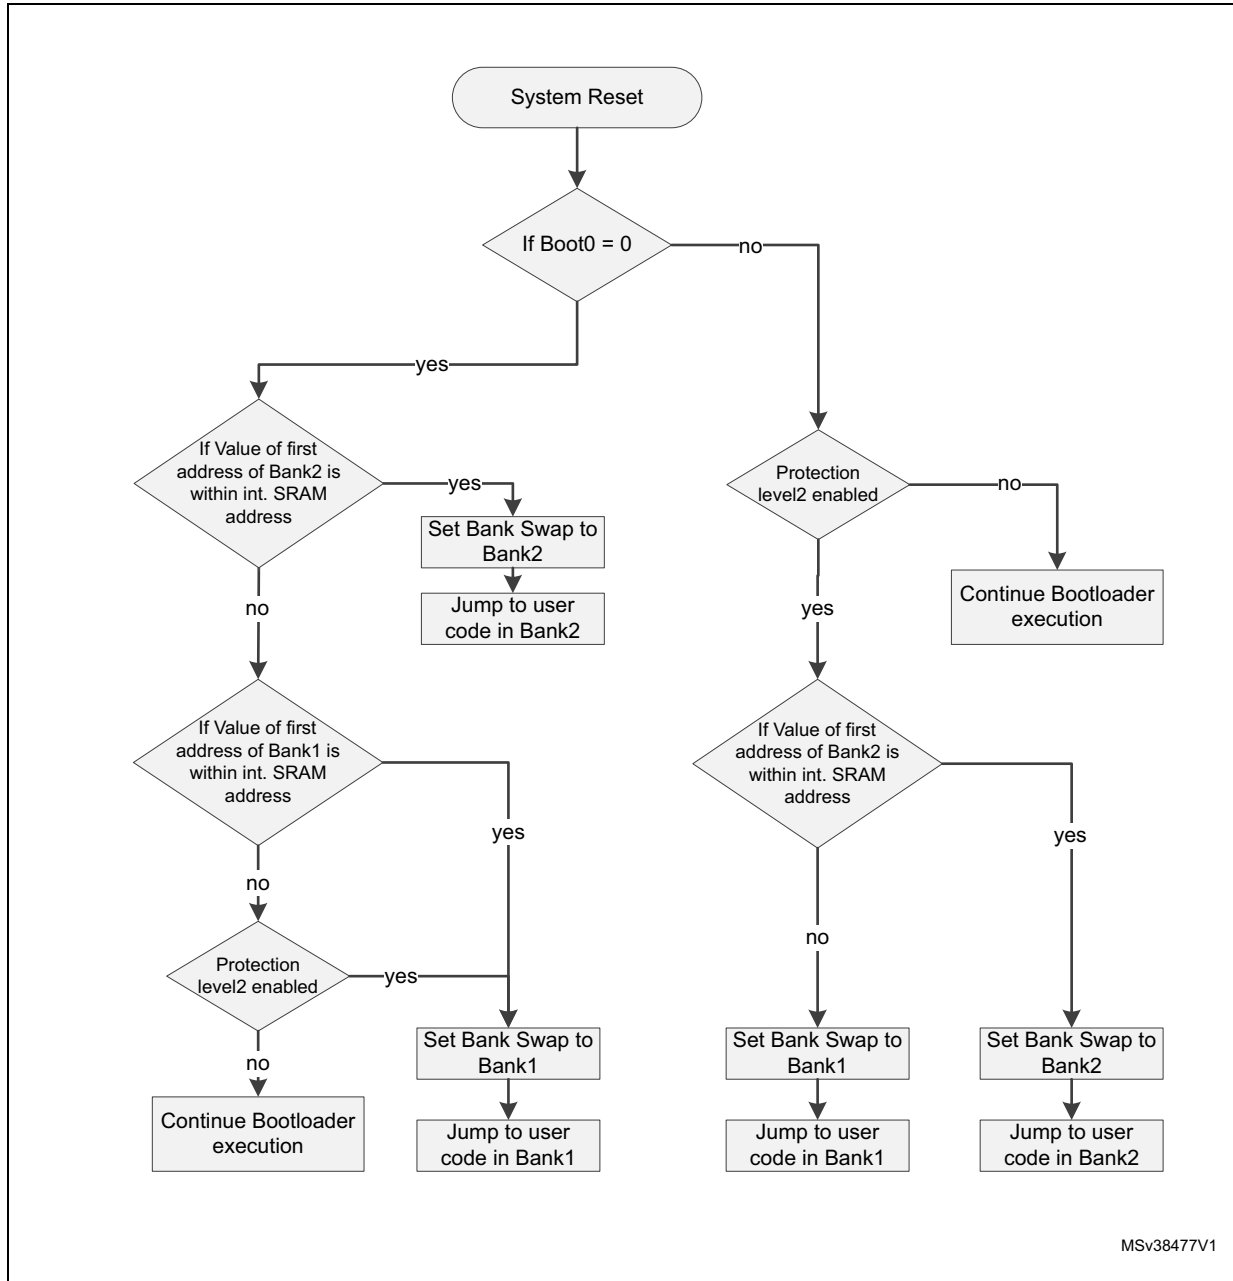 System Reset
If Boot0 = 0
no
yes
If Value of first
address of Bank2 is
within int. SRAM
address
yes
Set Bank Swap to
Bank2
Jump to user
code in Bank2
Protection
level2 enabled
no
Continue Bootloader
execution
no
yes
If Value of first
address of Bank1 is
within int. SRAM
address
yes
If Value of first
address of Bank2 is
within int. SRAM
address
yes
no
no
Protection
level2 enabled
yes
no
Continue Bootloader
execution
Set Bank Swap to
Bank1
Jump to user
code in Bank1
Set Bank Swap to
Bank1
Jump to user
code in Bank1
Set Bank Swap to
Bank2
Jump to user
code in Bank2
MSv38477V1